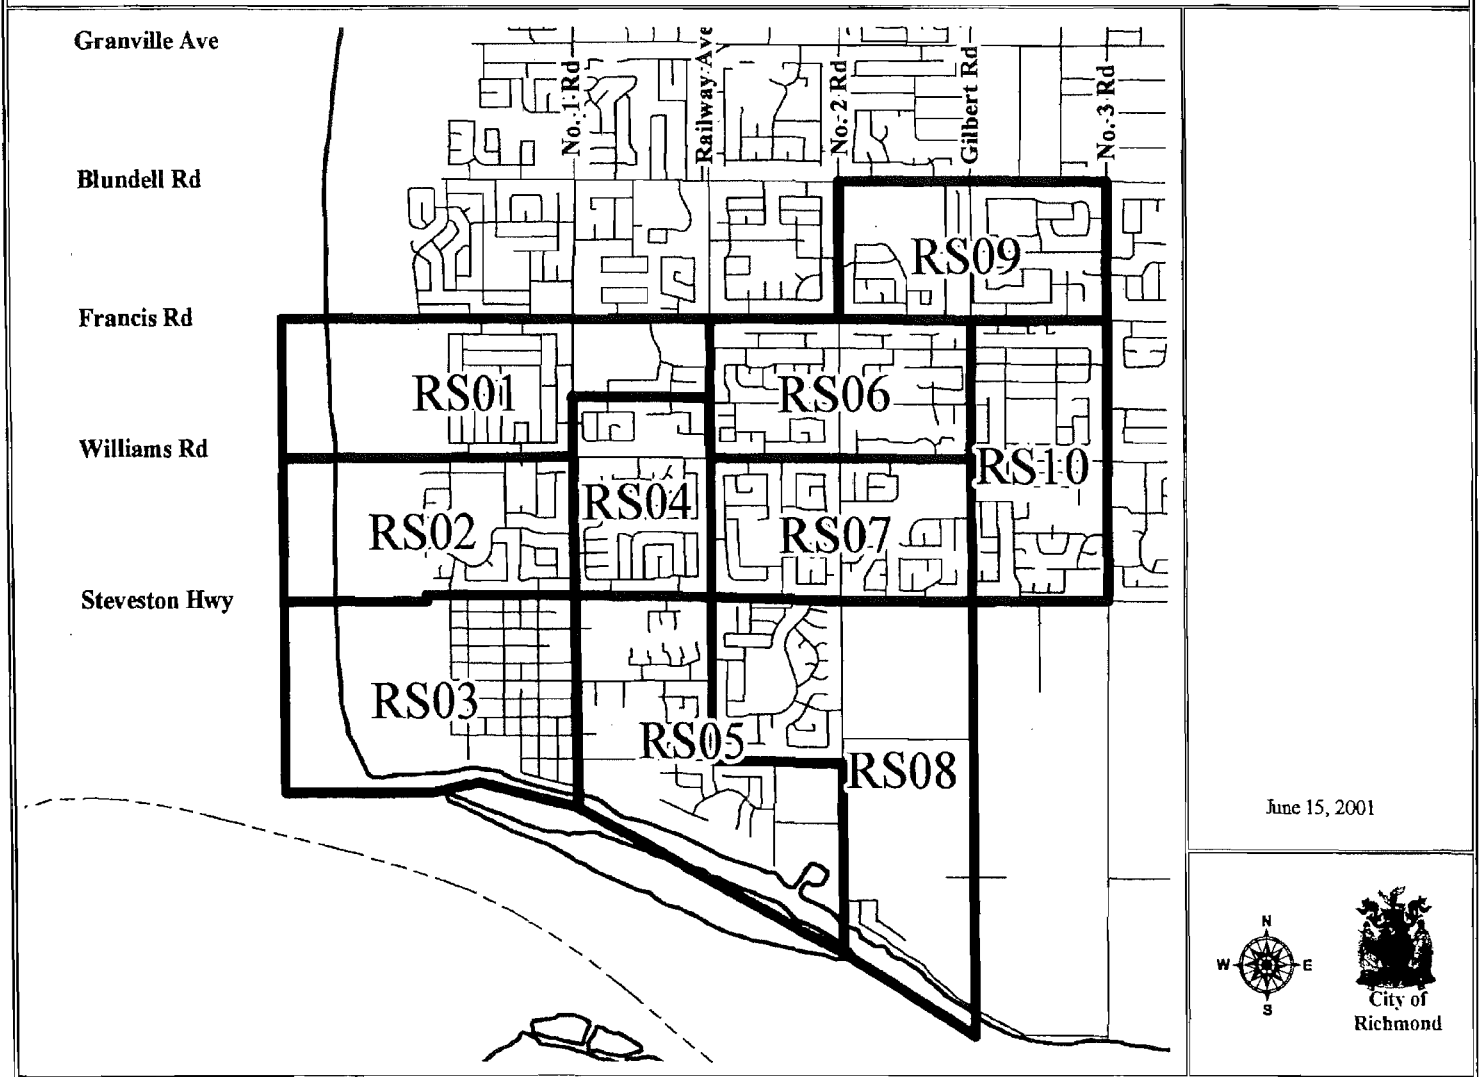 Granville Ave
Blundell Rd
Francis Rd
Williams Rd
Steveston Hwy
No. 1 Rd
Railway Ave
No. 2 Rd
Gilbert Rd
No. 3 Rd
RS09
RS01
RS06
RS10
RS04
RS02
RS07
RS03
RS05
RS08
June 15, 2001
N
W E
S
City of
Richmond